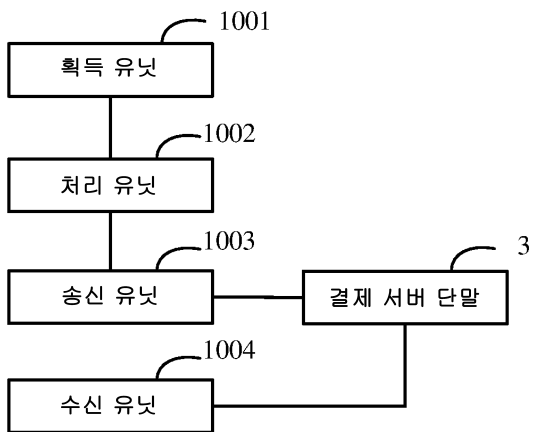 1001
획득 유닛
1002
처리 유닛
1003
송신 유닛
3
결제 서버 단말
1004
수신 유닛